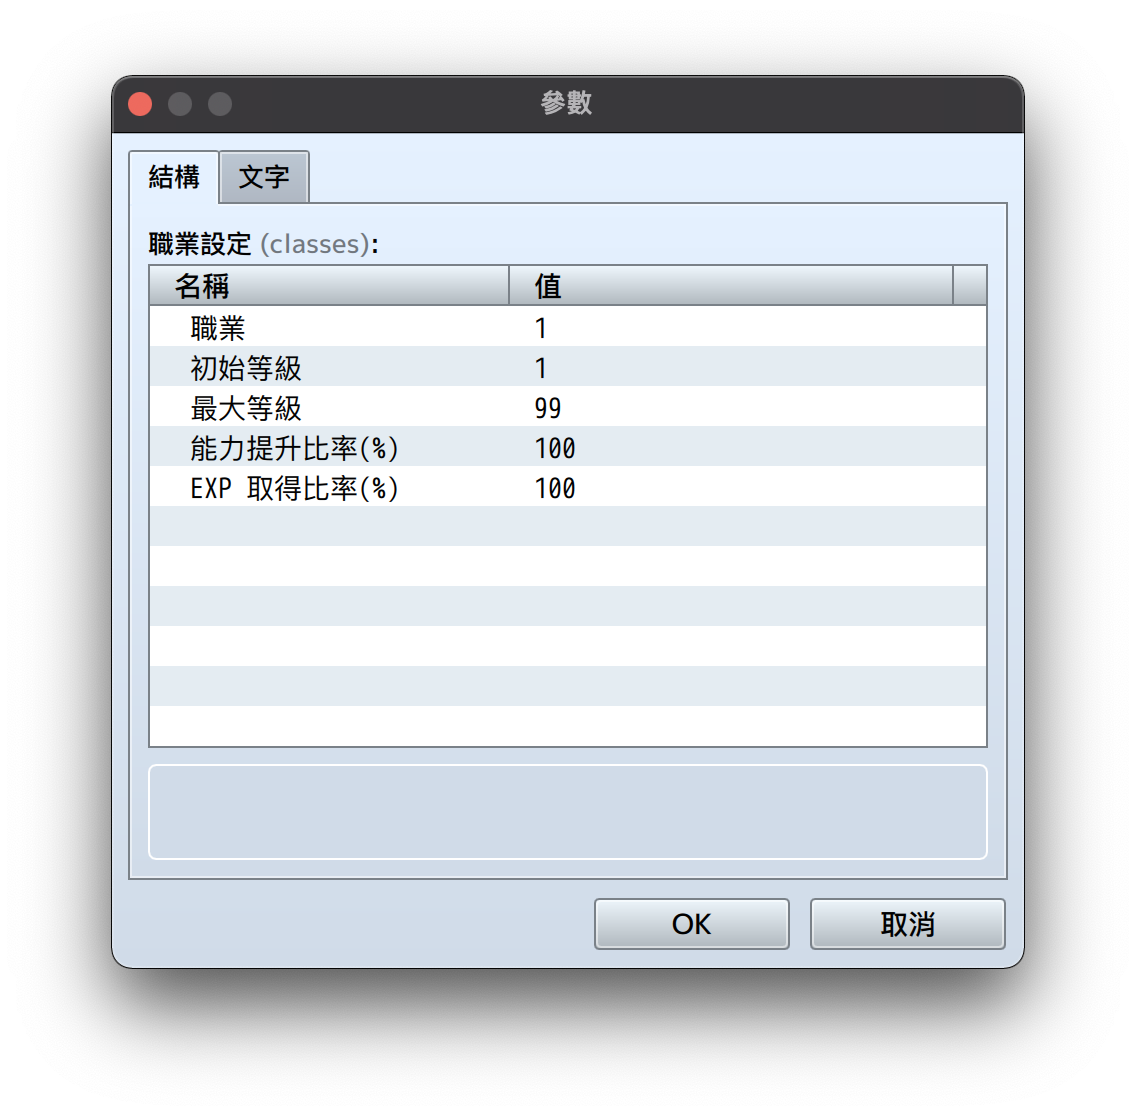 參數
結構 文字
職業設定 (classes):
名稱 值
職業 1
初始等級 1
最大等級 99
能力提升比率(%) 100
EXP 取得比率(%) 100
OK 取消